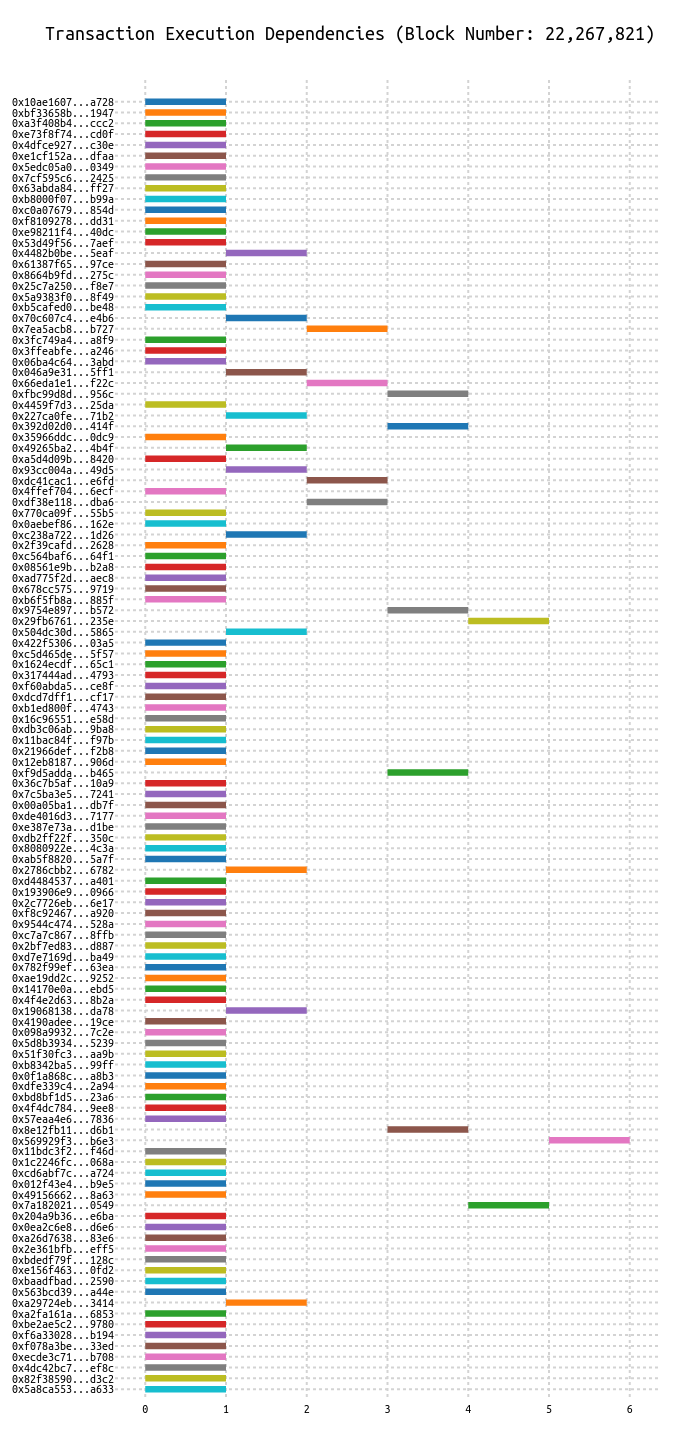 Transaction Execution Dependencies (Block Number: 22,267,821)
0x10ae1607...a728
0xbf33658b...1947
0xa3f408b4...ccc2
0xe73f8f74...cd0f
0x4dfce927...c30e
0xe1cf152a...dfaa
0x5edc05a0...0349
0x7cf595c6...2425
0x63abda84...ff27
0xb8000f07...b99a
0xc0a07679...854d
0xf8109278...dd31
0xe98211f4...40dc
0x53d49f56...7aef
0x4482b0be...5eaf
0x61387f65...97ce
0x8664b9fd...275c
0x25c7a250...f8e7
0x5a9383f0...8f49
0xb5cafed0...be48
0x70c607c4...e4b6
0x7ea5acb8...b727
0x3fc749a4...a8f9
0x3ffeabfe...a246
0x06ba4c64...3abd
0x046a9e31...5ff1
0x66eda1e1...f22c
0xfbc99d8d...956c
0x4459f7d3...25da
0x227ca0fe...71b2
0x392d02d0...414f
0x35966ddc...0dc9
0x49265ba2...4b4f
0xa5d4d09b...8420
0x93cc004a...49d5
0xdc41cac1...e6fd
0x4ffef704...6ecf
0xdf38e118...dba6
0x770ca09f...55b5
0x0aebef86...162e
0xc238a722...1d26
0x2f39cafd...2628
0xc564baf6...64f1
0x08561e9b...b2a8
0xad775f2d...aec8
0x678cc575...9719
0xb6f5fb8a...885f
0x9754e897...b572
0x29fb6761...235e
0x504dc30d...5865
0x422f5306...03a5
0xc5d465de...5f57
0x1624ecdf...65c1
0x317444ad...4793
0xf60abda5...ce8f
0xdcd7dff1...cf17
0xb1ed800f...4743
0x16c96551...e58d
0xdb3c06ab...9ba8
0x11bac84f...f97b
0x21966def...f2b8
0x12eb8187...906d
0xf9d5adda...b465
0x36c7b5af...10a9
0x7c5ba3e5...7241
0x00a05ba1...db7f
0xde4016d3...7177
0xe387e73a...d1be
0xdb2ff22f...350c
0x8080922e...4c3a
0xab5f8820...5a7f
0x2786cbb2...6782
0xd4484537...a401
0x193906e9...0966
0x2c7726eb...6e17
0xf8c92467...a920
0x9544c474...528a
0xc7a7c867...8ffb
0x2bf7ed83...d887
0xd7e7169d...ba49
0x782f99ef...63ea
0xae19dd2c...9252
0x14170e0a...ebd5
0x4f4e2d63...8b2a
0x19068138...da78
0x4190adee...19ce
0x098a9932...7c2e
0x5d8b3934...5239
0x51f30fc3...aa9b
0xb8342ba5...99ff
0x0f1a868c...a8b3
0xdfe339c4...2a94
0xbd8bf1d5...23a6
0x4f4dc784...9ee8
0x57eaa4e6...7836
0x8e12fb11...d6b1
0x569929f3...b6e3
0x11bdc3f2...f46d
0x1c2246fc...068a
0xcd6abf7c...a724
0x012f43e4...b9e5
0x49156662...8a63
0x7a182021...0549
0x204a9b36...e6ba
0x0ea2c6e8...d6e6
0xa26d7638...83e6
0x2e361bfb...eff5
0xbdedf79f...128c
0xe156f463...0fd2
0xbaadfbad...2590
0x563bcd39...a44e
0xa29724eb...3414
0xa2fa161a...6853
0xbe2ae5c2...9780
0xf6a33028...b194
0xf078a3be...33ed
0xecde3c71...b708
0x4dc42bc7...ef8c
0x82f38590...d3c2
0x5a8ca553...a633
0 1 2 3 4 5 6